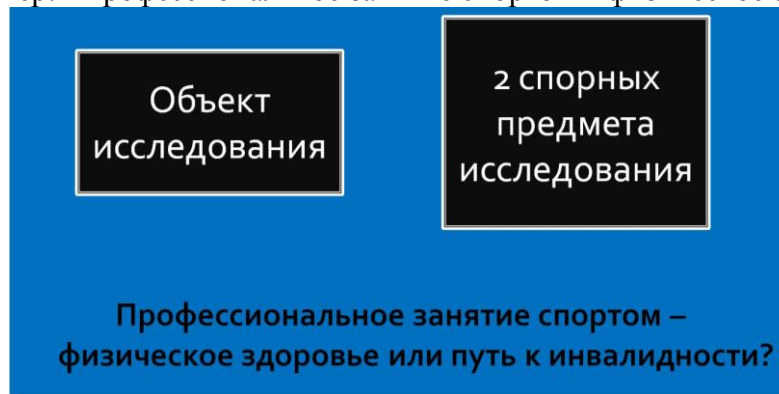 Объект
исследования
2 спорных
предмета
исследования
Профессиональное занятие спортом –
физическое здоровье или путь к инвалидности?